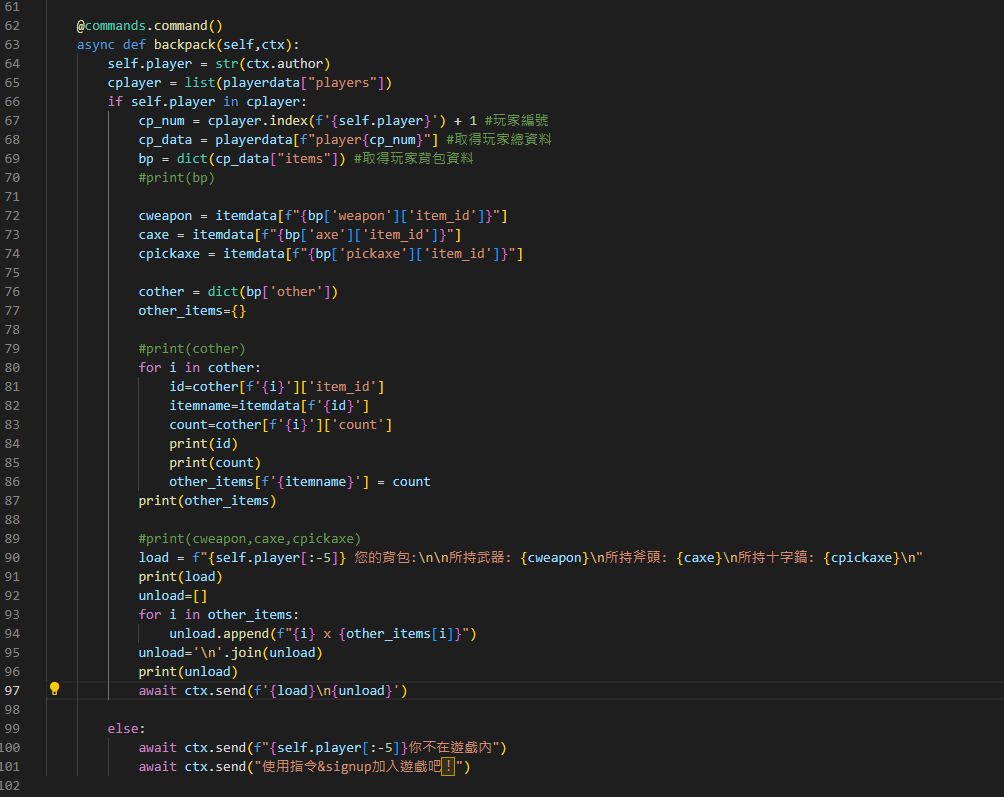 61
62 @commands.command()
63 async def backpack(self,ctx):
64 self.player = str(ctx.author)
65 cplayer = list(playerdata["players"])
66 if self.player in cplayer:
67 cp_num = cplayer.index(f'{self.player}') + 1 #玩家編號
68 cp_data = playerdata[f"player{cp_num}"] #取得玩家總資料
69 bp = dict(cp_data["items"]) #取得玩家背包資料
70 #print(bp)
71
72 cweapon = itemdata[f"{bp['weapon']['item_id']}"]
73 caxe = itemdata[f"{bp['axe']['item_id']}"]
74 cpickaxe = itemdata[f"{bp['pickaxe']['item_id']}"]
75
76 cother = dict(bp['other'])
77 other_items={}
78
79 #print(cother)
80 for i in cother:
81 id=cother[f'{i}']['item_id']
82 itemname=itemdata[f'{id}']
83 count=cother[f'{i}']['count']
84 print(id)
85 print(count)
86 other_items[f'{itemname}'] = count
87 print(other_items)
88
89 #print(cweapon,caxe,cpickaxe)
90 load = f"{self.player[:-5]} 您的背包:\n\n所持武器: {cweapon}\n所持斧頭: {caxe}\n所持十字鎬: {cpickaxe}\n"
91 print(load)
92 unload=[]
93 for i in other_items:
94 unload.append(f"{i} x {other_items[i]}")
95 unload='\n'.join(unload)
96 print(unload)
97 await ctx.send(f'{load}\n{unload}')
98
99 else:
100 await ctx.send(f"{self.player[:-5]}你不在遊戲內")
101 await ctx.send("使用指令&signup加入遊戲吧！")
102